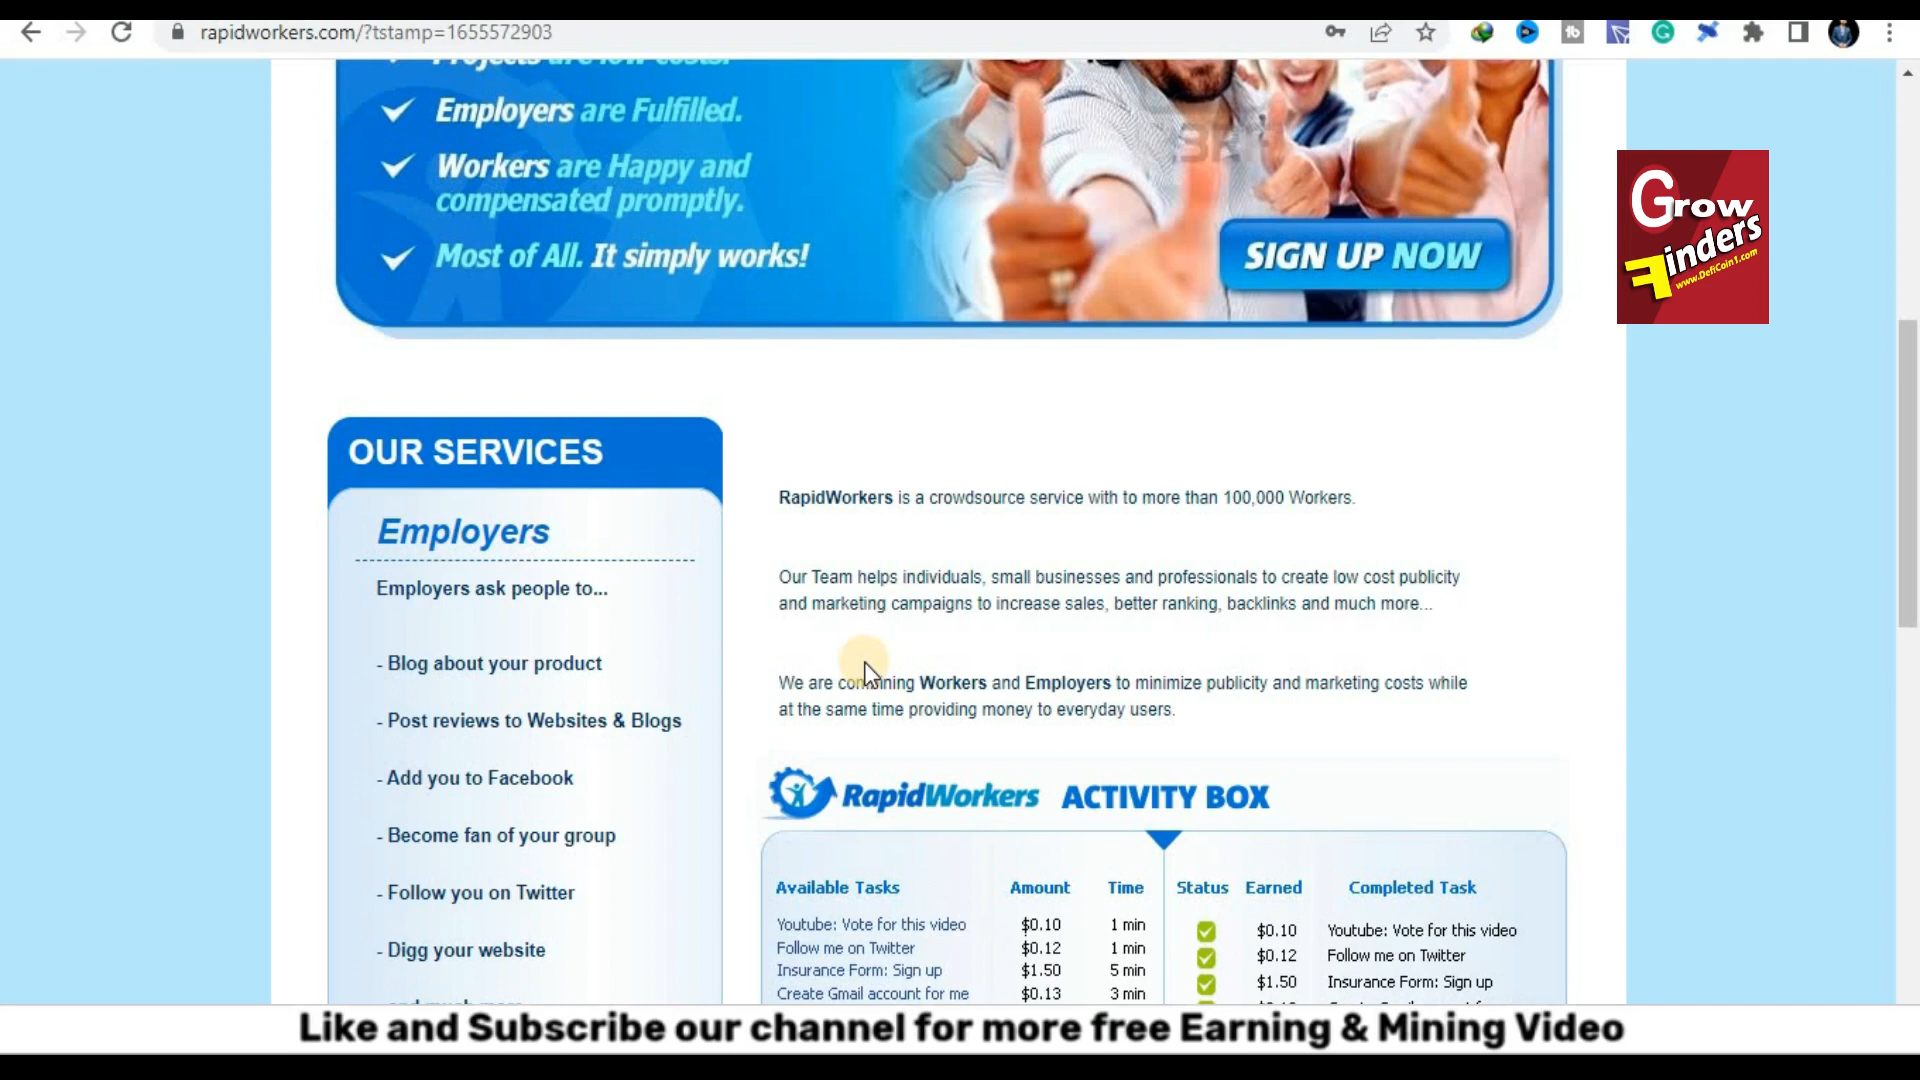 rapidworkers.com/?tstamp=1655572903
Projects are low costs!
Employers are Fulfilled.
Workers are Happy and
compensated promptly.
Most of All. It simply works!
SIGN UP NOW
Grow
Finders
www.DefiCoin1.com
OUR SERVICES
Employers
Employers ask people to...
- Blog about your product
- Post reviews to Websites & Blogs
- Add you to Facebook
- Become fan of your group
- Follow you on Twitter
- Digg your website
RapidWorkers is a crowdsource service with to more than 100,000 Workers.
Our Team helps individuals, small businesses and professionals to create low cost publicity
and marketing campaigns to increase sales, better ranking, backlinks and much more...
We are combining Workers and Employers to minimize publicity and marketing costs while
at the same time providing money to everyday users.
RapidWorkers ACTIVITY BOX
Available Tasks Amount Time Status Earned Completed Task
Youtube: Vote for this video $0.10 1 min $0.10 Youtube: Vote for this video
Follow me on Twitter $0.12 1 min $0.12 Follow me on Twitter
Insurance Form: Sign up $1.50 5 min $1.50 Insurance Form: Sign up
Create Gmail account for me $0.13 3 min
Like and Subscribe our channel for more free Earning & Mining Video